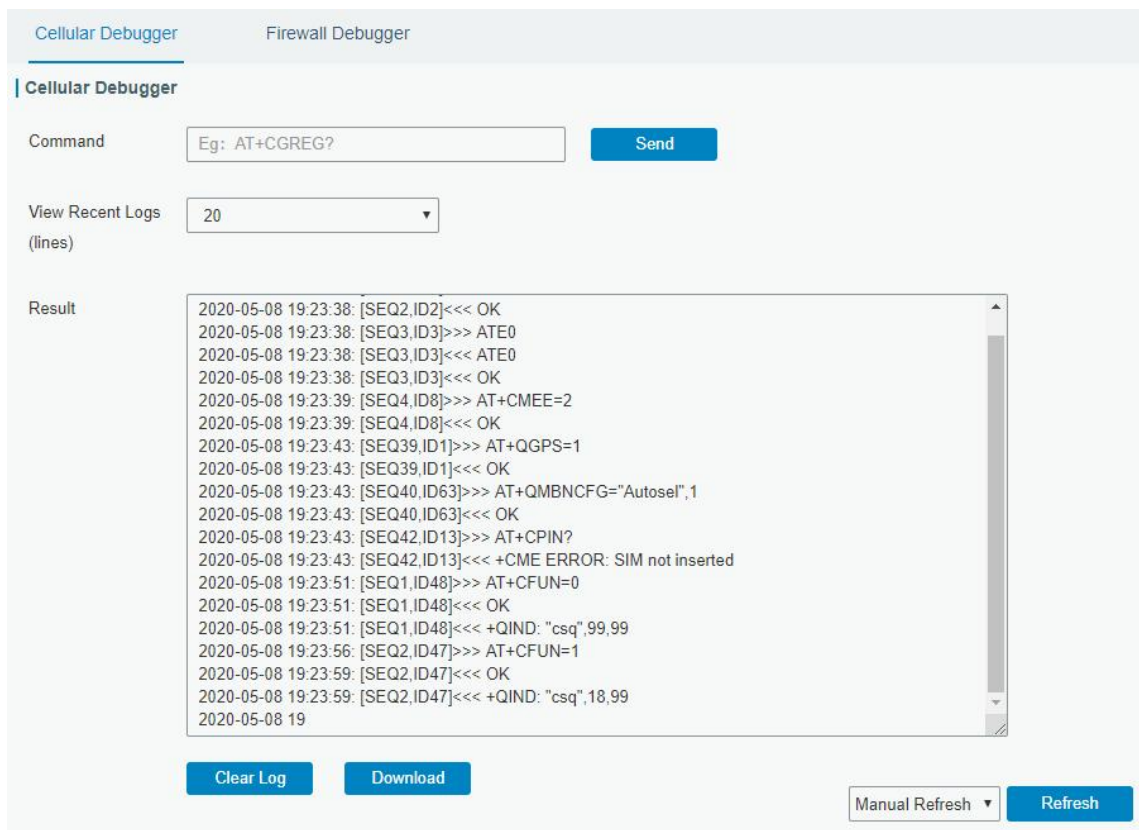 Cellular Debugger
Firewall Debugger
Cellular Debugger
Command
Eg: AT+CGREG?
Send
View Recent Logs
(lines)
20
Result
2020-05-08 19:23:38: [SEQ2,ID2]<<< OK
2020-05-08 19:23:38: [SEQ3,ID3]>>> ATE0
2020-05-08 19:23:38: [SEQ3,ID3]<<< ATE0
2020-05-08 19:23:38: [SEQ3,ID3]<<< OK
2020-05-08 19:23:39: [SEQ4,ID8]>>> AT+CMEE=2
2020-05-08 19:23:39: [SEQ4,ID8]<<< OK
2020-05-08 19:23:43: [SEQ39,ID1]>>> AT+QGPS=1
2020-05-08 19:23:43: [SEQ39,ID1]<<< OK
2020-05-08 19:23:43: [SEQ40,ID63]>>> AT+QMBNCFG="Autosel",1
2020-05-08 19:23:43: [SEQ40,ID63]<<< OK
2020-05-08 19:23:43: [SEQ42,ID13]>>> AT+CPIN?
2020-05-08 19:23:43: [SEQ42,ID13]<<< +CME ERROR: SIM not inserted
2020-05-08 19:23:51: [SEQ1,ID48]>>> AT+CFUN=0
2020-05-08 19:23:51: [SEQ1,ID48]<<< OK
2020-05-08 19:23:51: [SEQ1,ID48]<<< +QIND: "csq",99,99
2020-05-08 19:23:56: [SEQ2,ID47]>>> AT+CFUN=1
2020-05-08 19:23:59: [SEQ2,ID47]<<< OK
2020-05-08 19:23:59: [SEQ2,ID47]<<< +QIND: "csq",18,99
2020-05-08 19
Clear Log
Download
Manual Refresh
Refresh